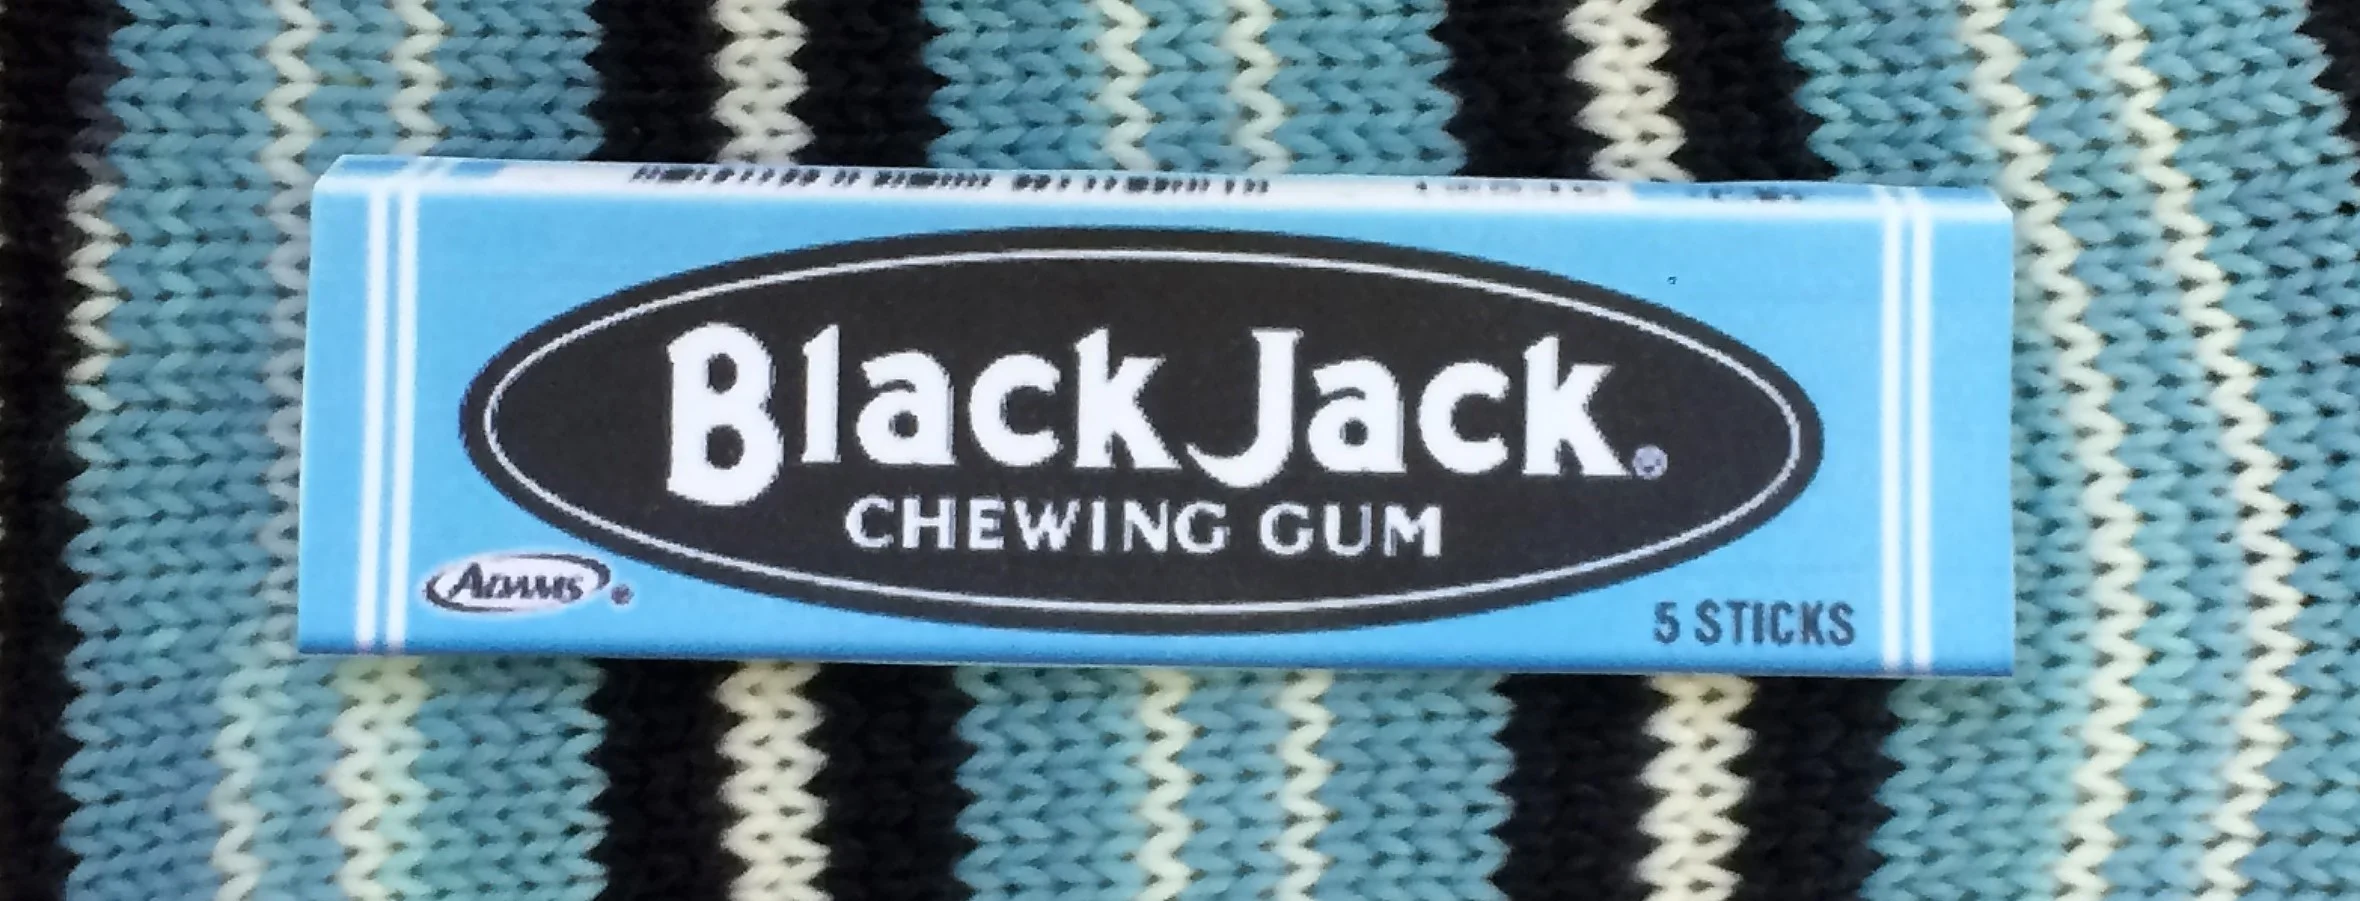 Black Jack®
CHEWING GUM
ADAMS®
5 STICKS